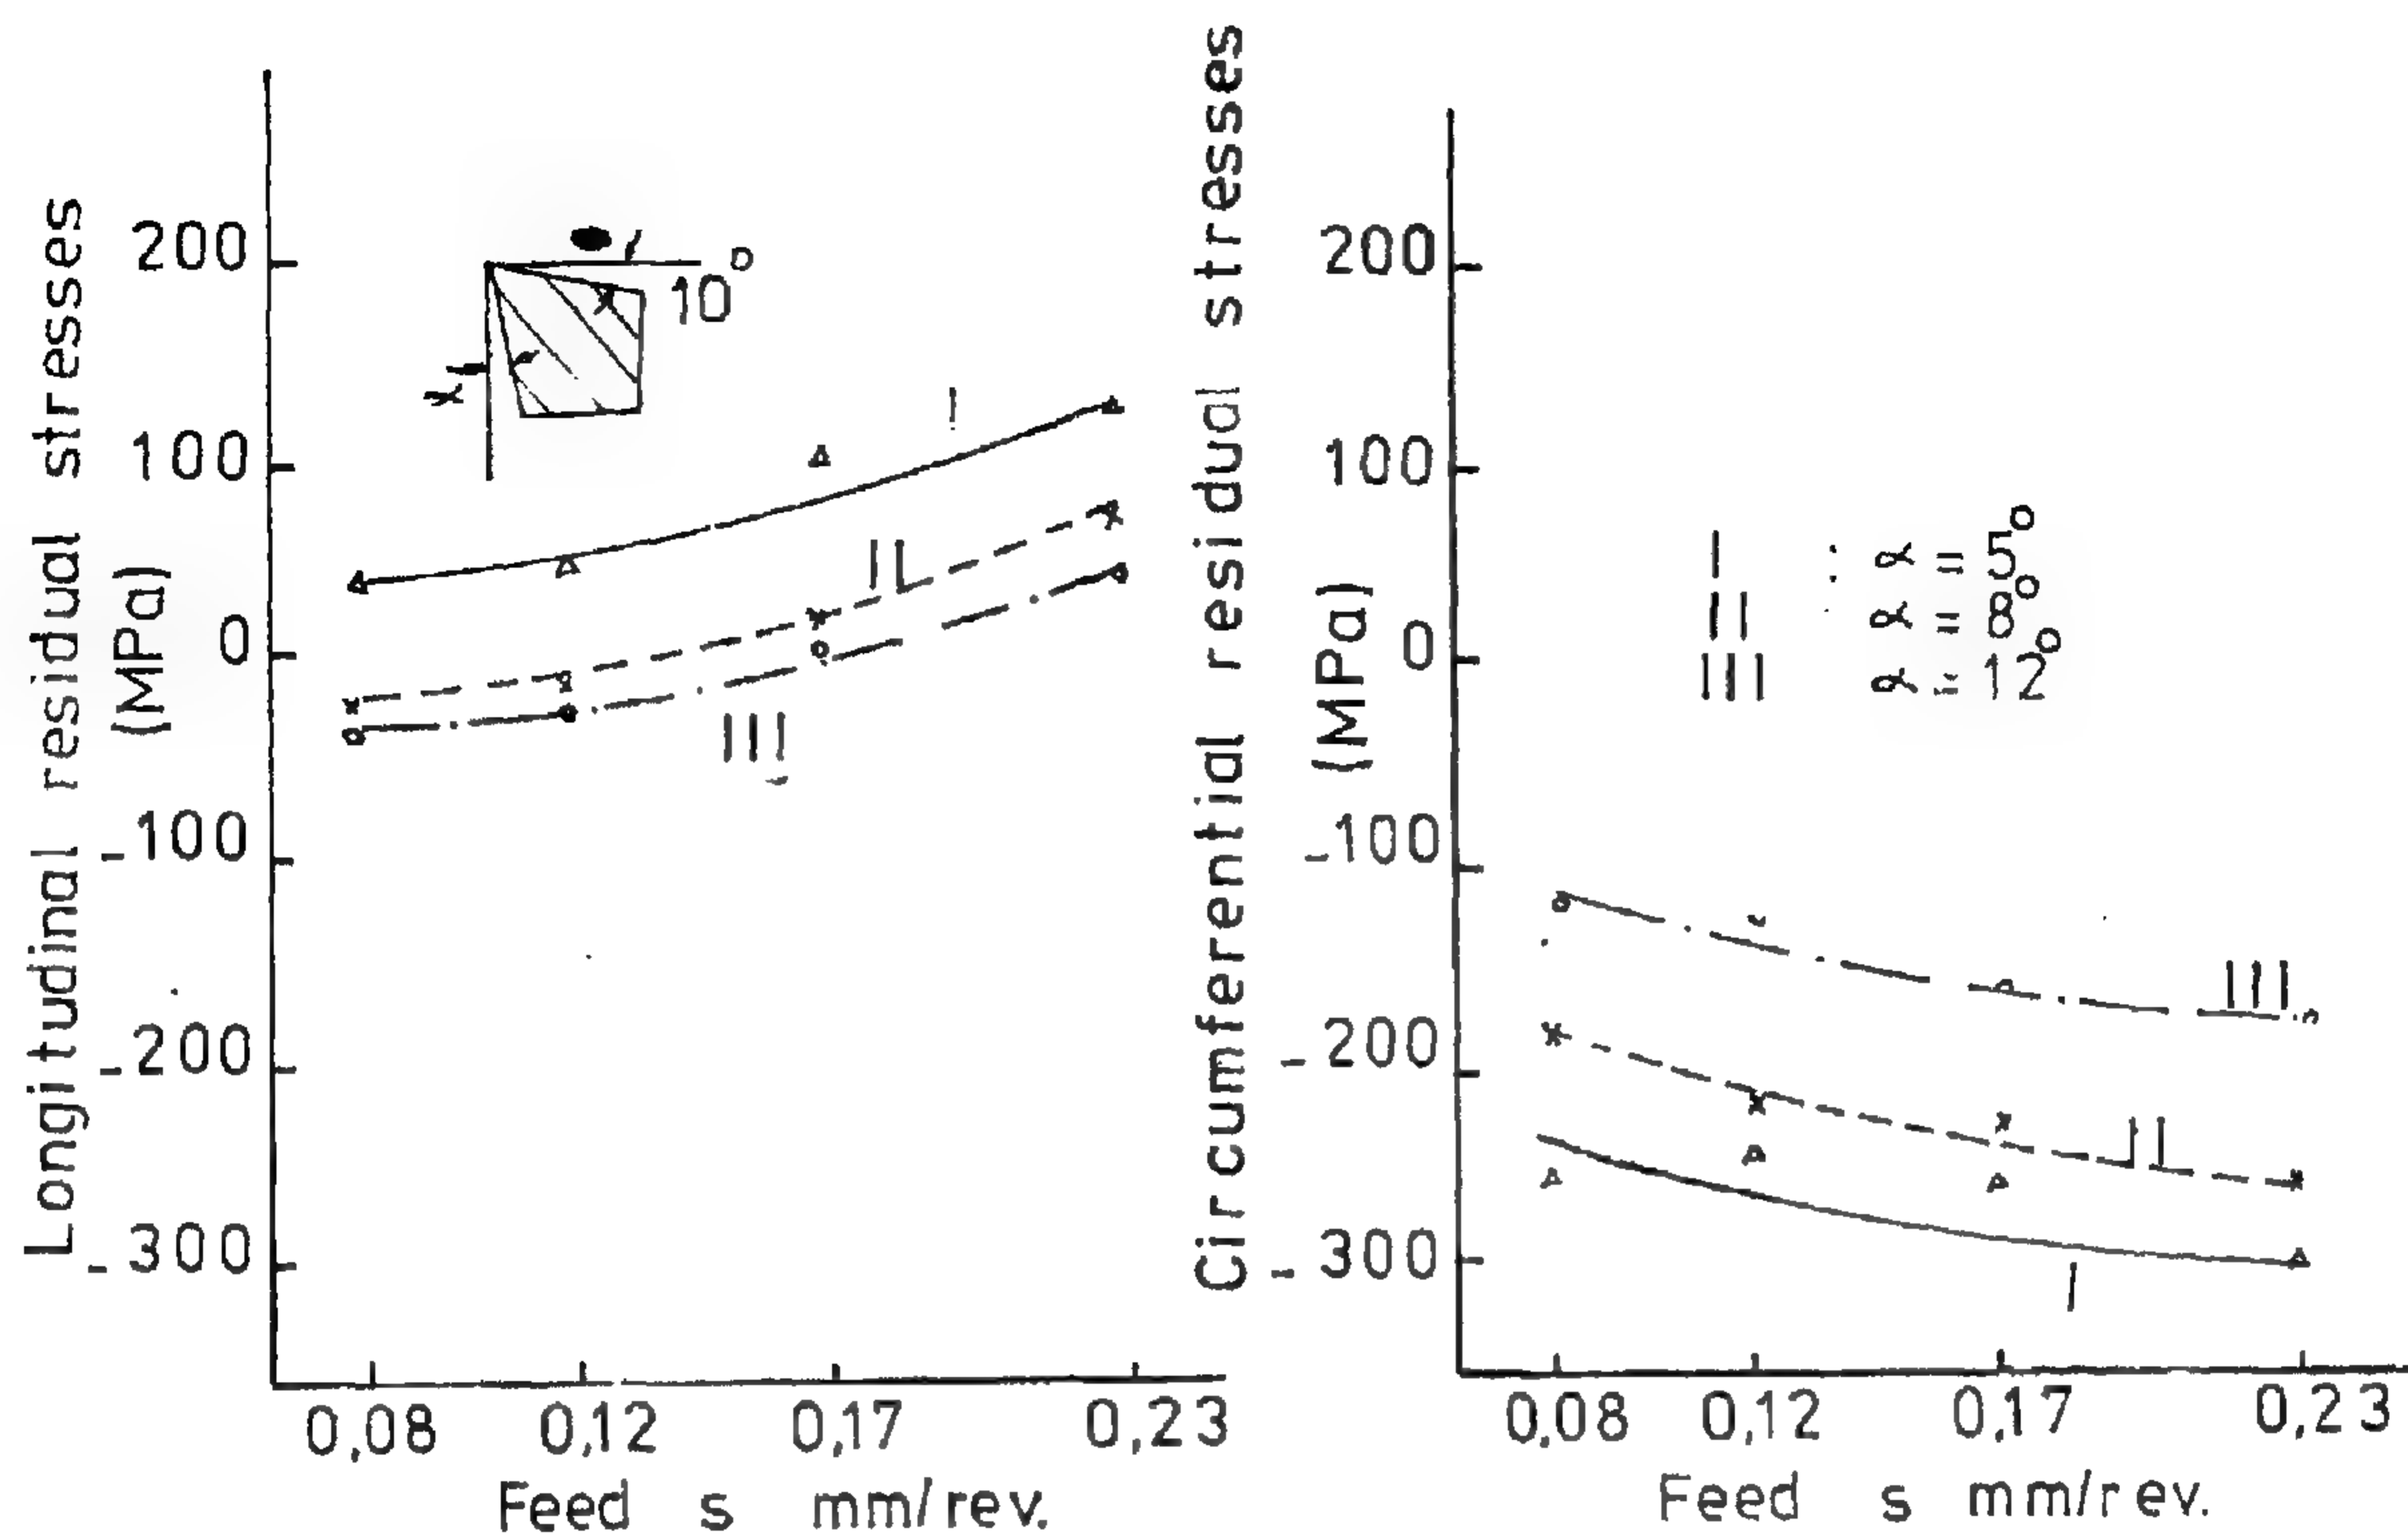 Longitudinal residual stresses
(MPa)
200
100
0
-100
-200
-300
10°
I
II
III
0,08 0,12 0,17 0,23
Feed s mm/rev.
Circumferential residual stresses
(MPa)
200
100
0
-100
-200
-300
I : α = 5°
II : α = 8°
III α = 12°
III
II
I
0,08 0,12 0,17 0,23
Feed s mm/rev.